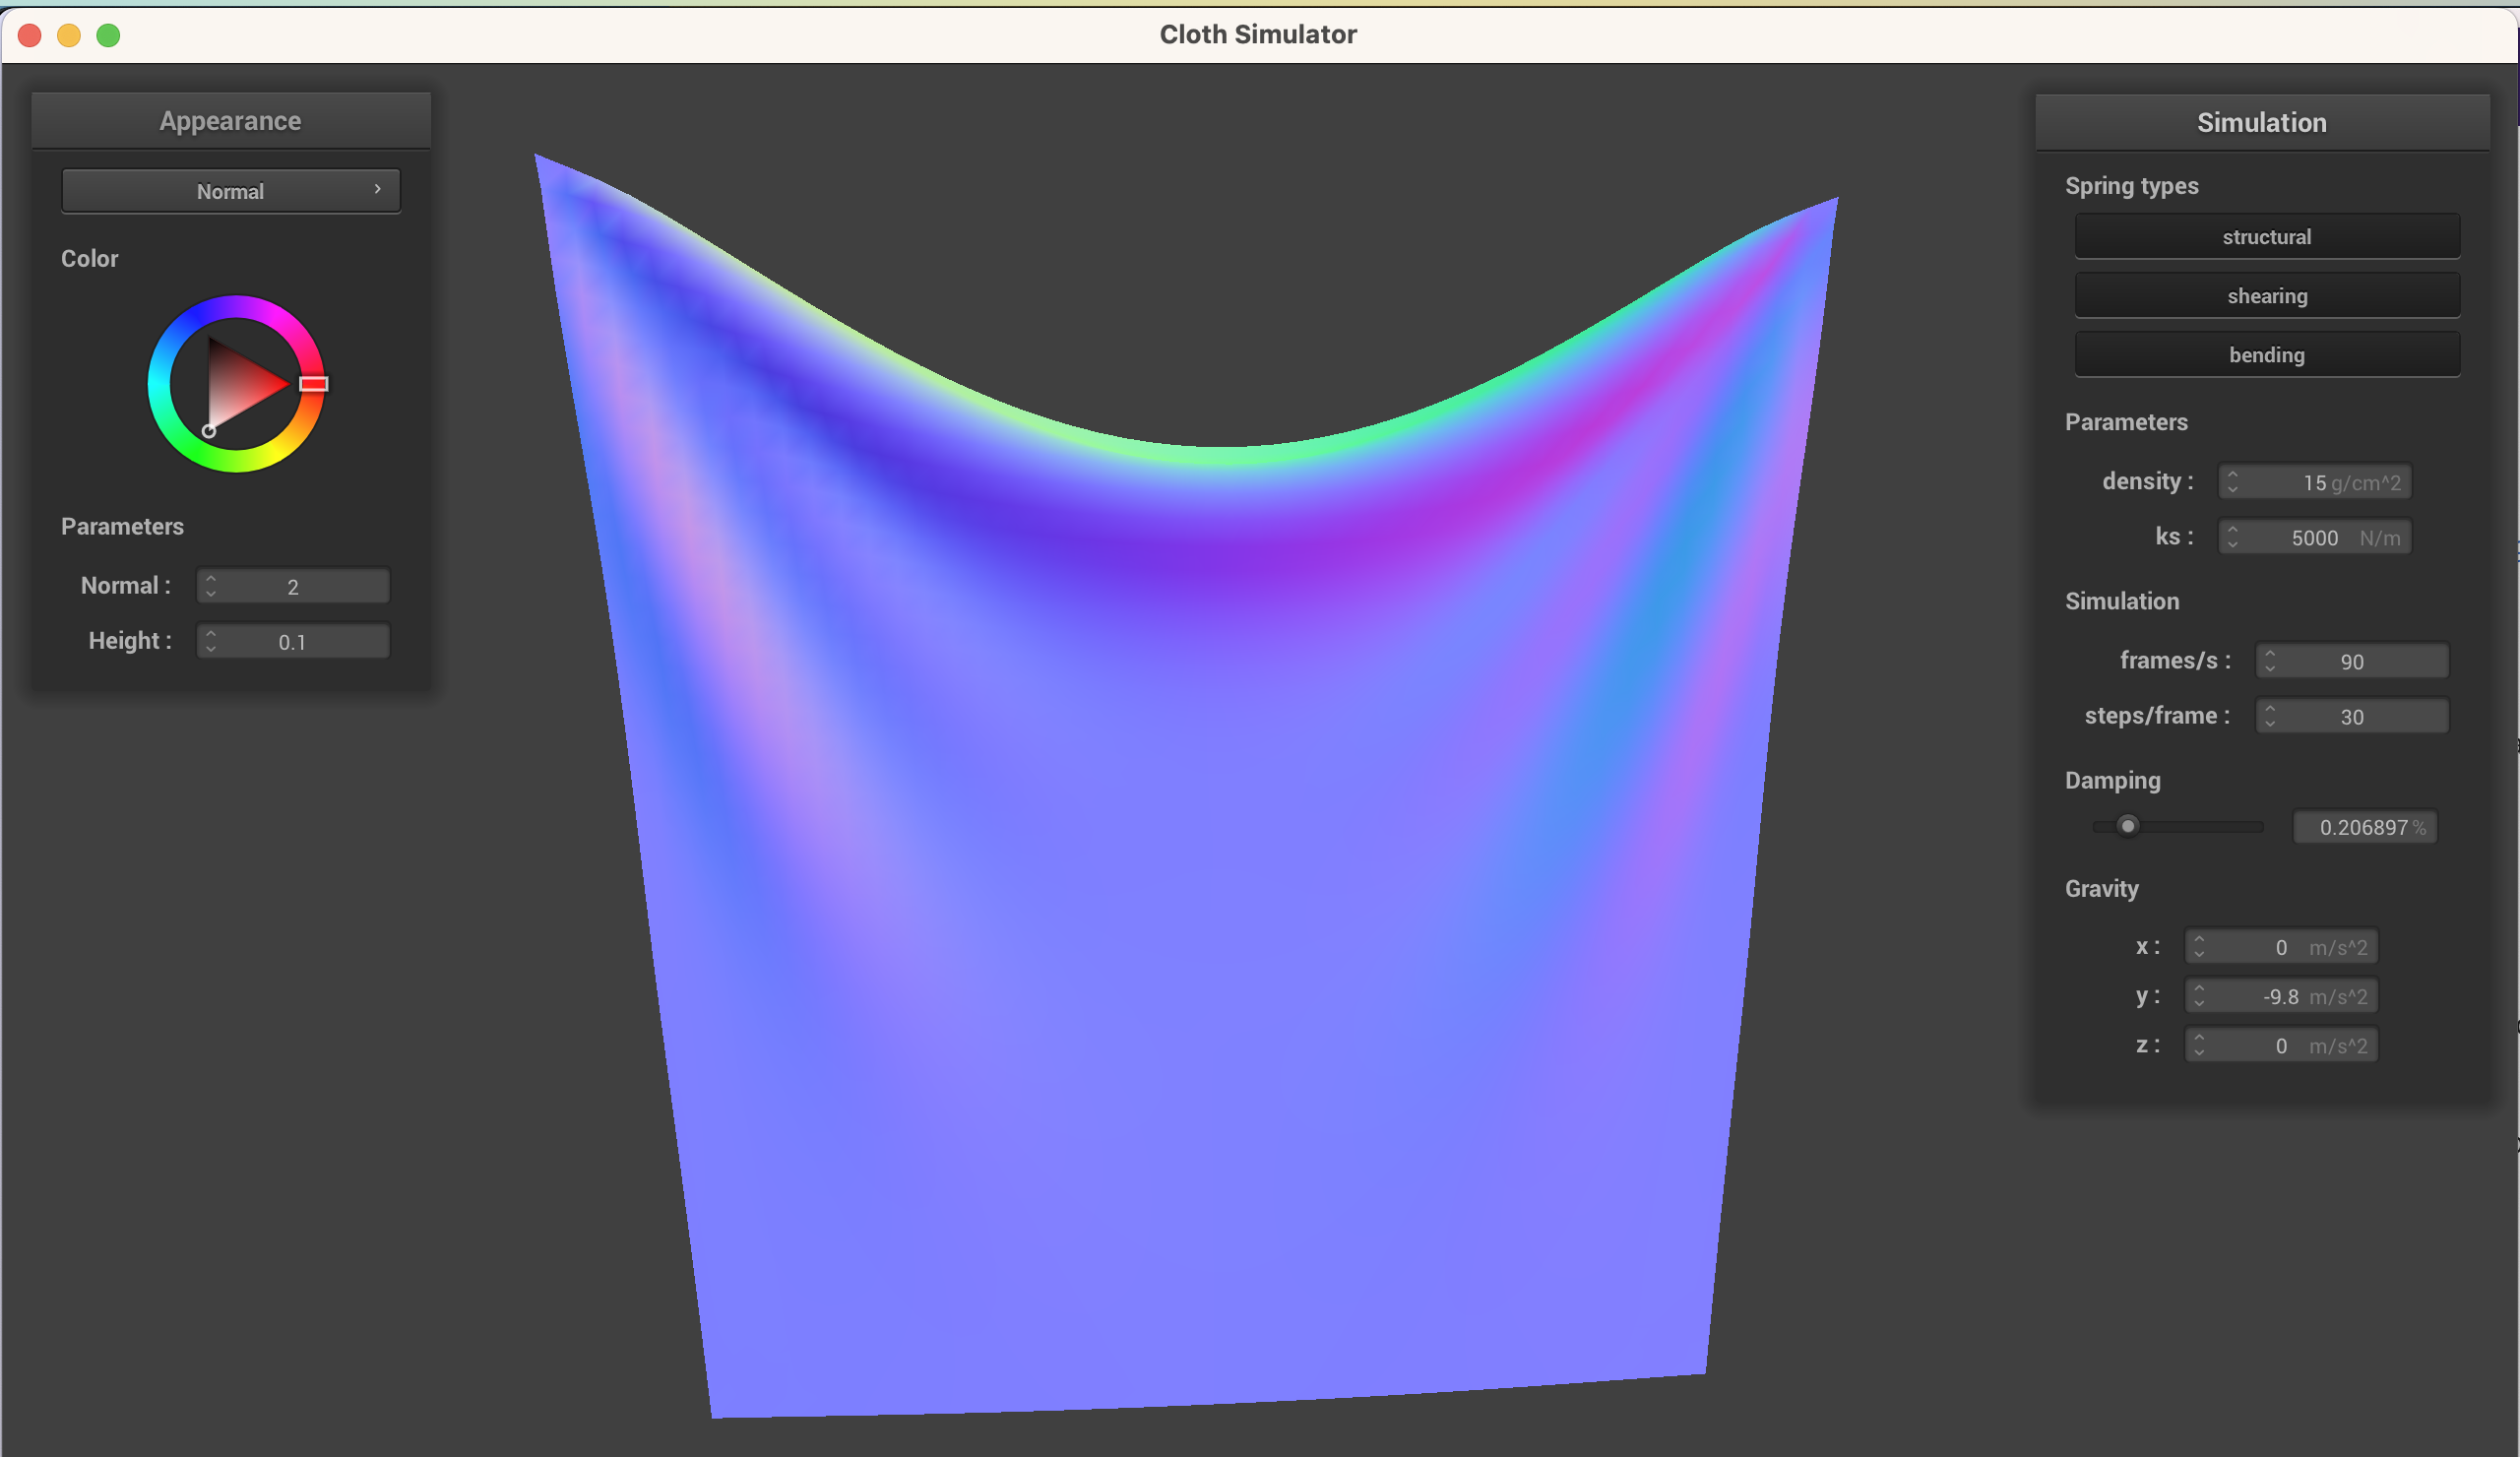 Cloth Simulator
Appearance
Normal
Color
Parameters
Normal : 2
Height : 0.1
Simulation
Spring types
structural
shearing
bending
Parameters
density : 15 g/cm^2
ks : 5000 N/m
Simulation
frames/s : 90
steps/frame : 30
Damping
0.206897 %
Gravity
x : 0 m/s^2
y : -9.8 m/s^2
z : 0 m/s^2